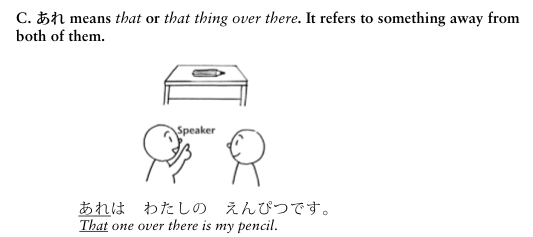 C. あれ means that or that thing over there. It refers to something away from
both of them.
Speaker
あれは　わたしの　えんぴつです。
That one over there is my pencil.